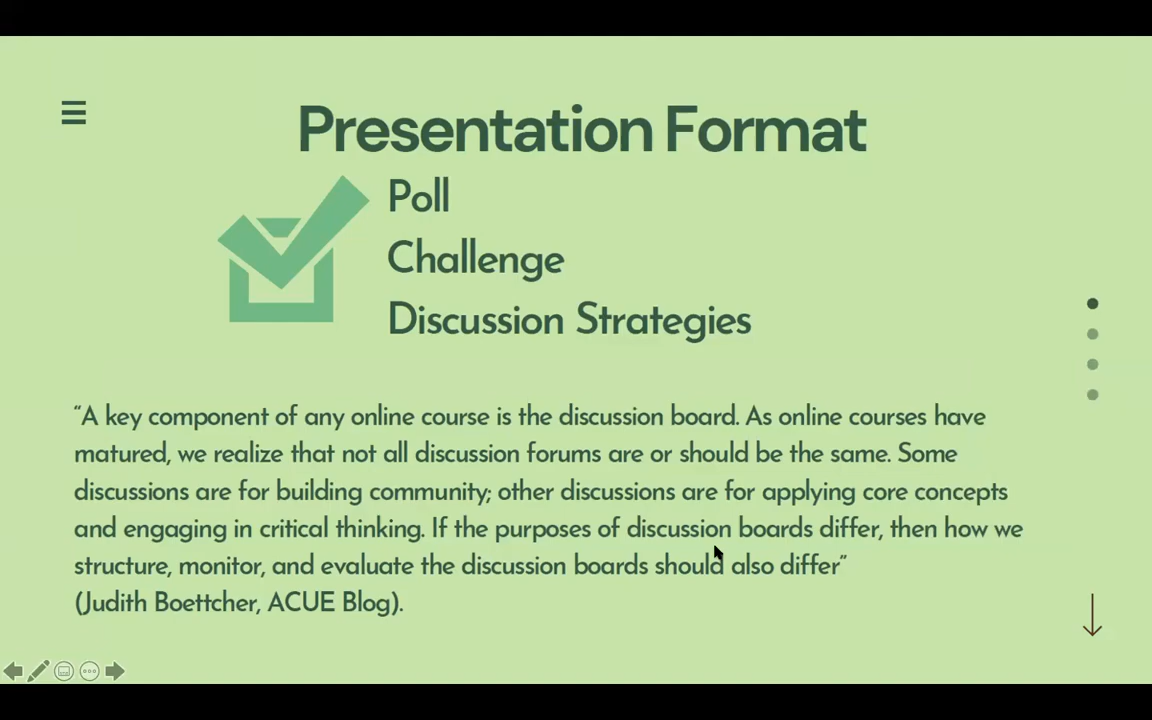 Presentation Format
Poll
Challenge
Discussion Strategies
“A key component of any online course is the discussion board. As online courses have
matured, we realize that not all discussion forums are or should be the same. Some
discussions are for building community; other discussions are for applying core concepts
and engaging in critical thinking. If the purposes of discussion boards differ, then how we
structure, monitor, and evaluate the discussion boards should also differ”
(Judith Boettcher, ACUE Blog).